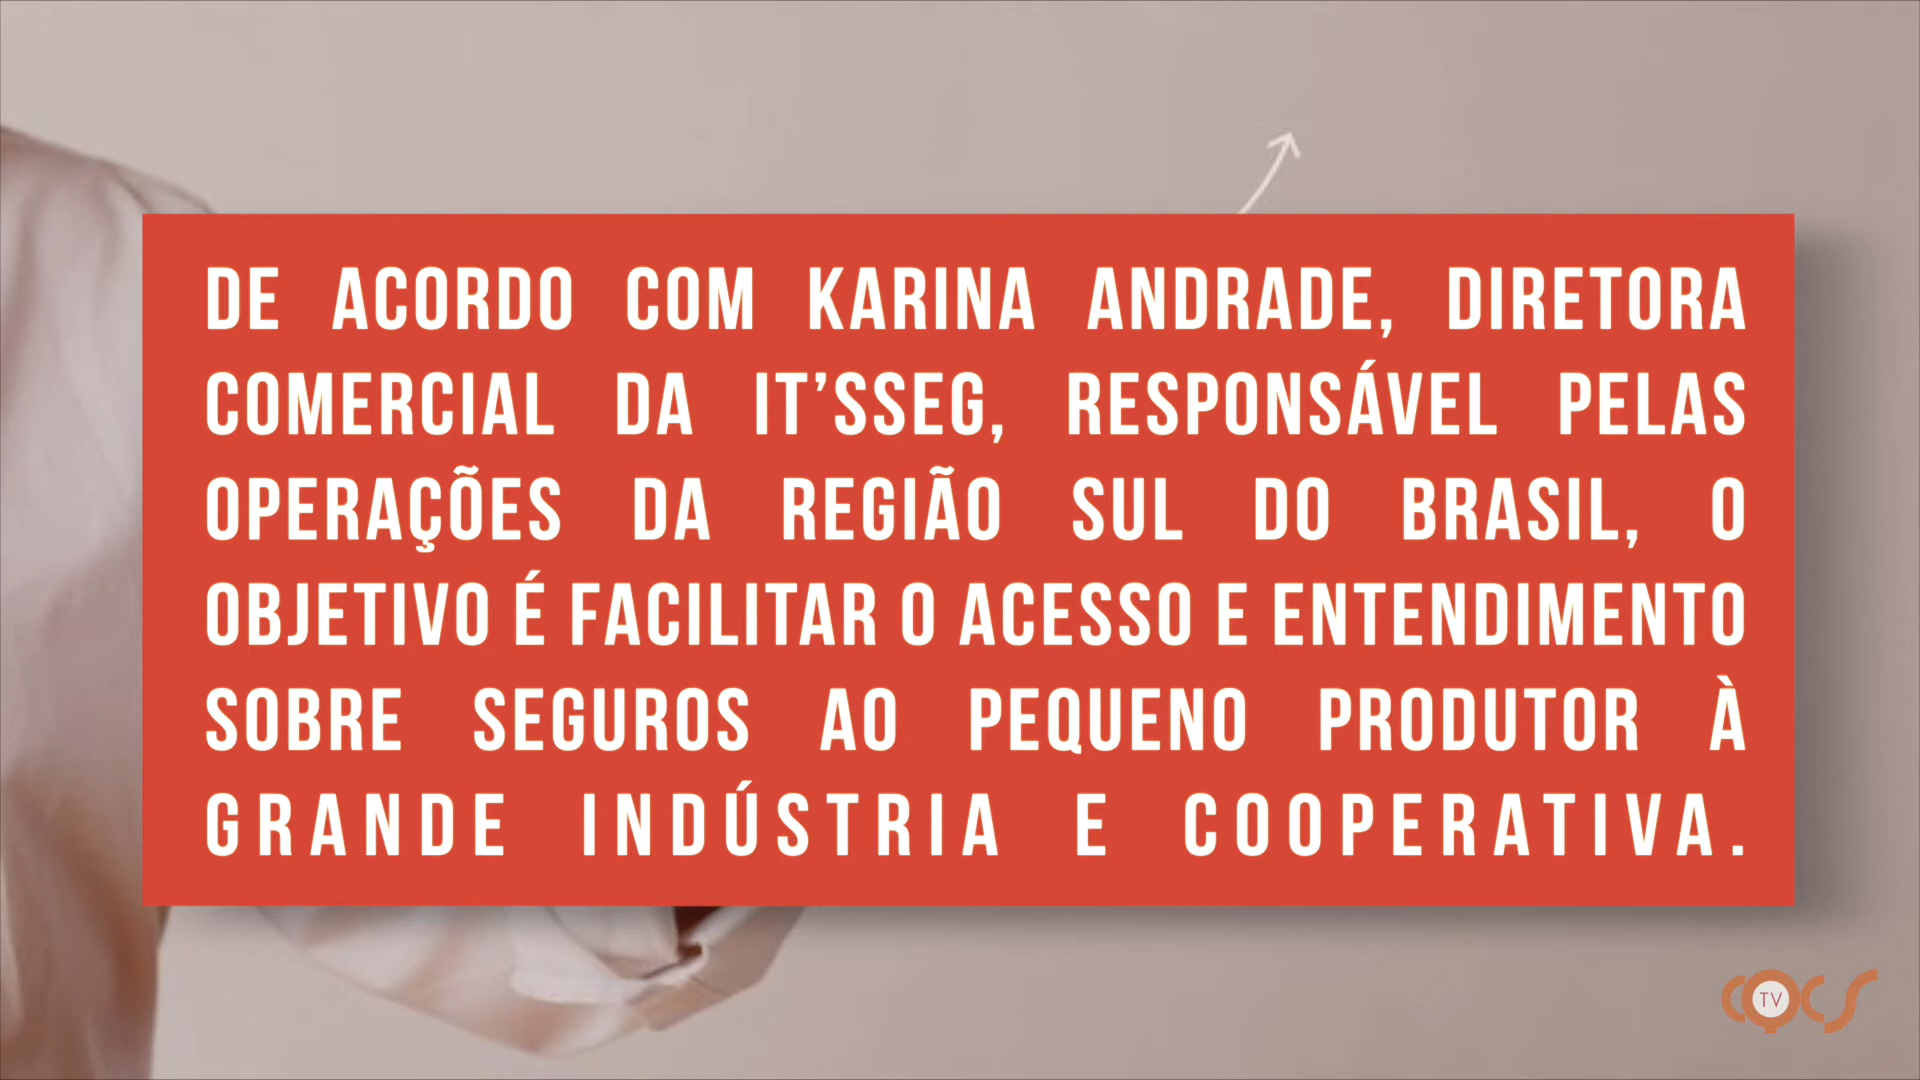 DE ACORDO COM KARINA ANDRADE, DIRETORA
COMERCIAL DA IT’SSEG, RESPONSÁVEL PELAS
OPERAÇÕES DA REGIÃO SUL DO BRASIL, O
OBJETIVO É FACILITAR O ACESSO E ENTENDIMENTO
SOBRE SEGUROS AO PEQUENO PRODUTOR À
GRANDE INDÚSTRIA E COOPERATIVA.
CQCS
TV